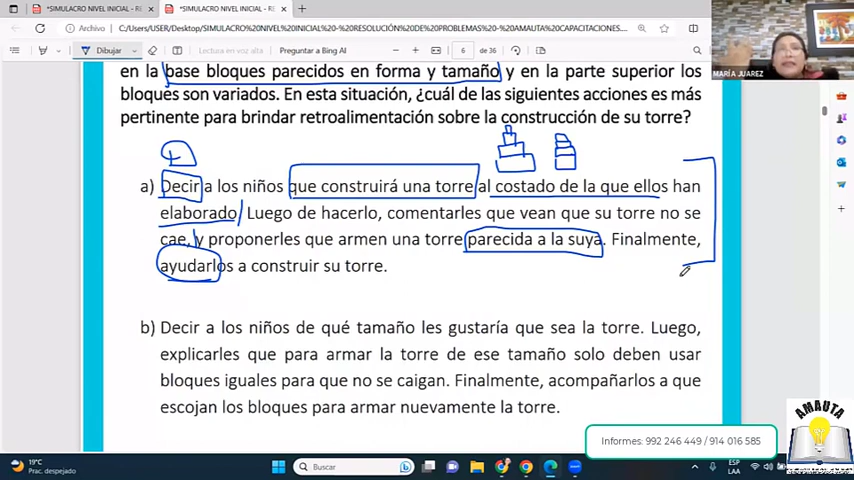 *SIMULACRO NIVEL INICIAL - RE
*SIMULACRO NIVEL INICIAL - RES
Archivo
C:/Users/USER/Desktop/SIMULACRO%20NIVEL%20INICIAL%20-%20RESOLUCIÓN%20DE%20PROBLEMAS%20-%20AMAUTA%20CAPACITACIONES....
Dibujar
Lectura en voz alta
Preguntar a Bing AI
6
de 36
MARÍA JUAREZ
en la base bloques parecidos en forma y tamaño y en la parte superior los
bloques son variados. En esta situación, ¿cuál de las siguientes acciones es más
pertinente para brindar retroalimentación sobre la construcción de su torre?
a) Decir a los niños que construirá una torre al costado de la que ellos han
elaborado. Luego de hacerlo, comentarles que vean que su torre no se
cae, y proponerles que armen una torre parecida a la suya. Finalmente,
ayudarlos a construir su torre.
b) Decir a los niños de qué tamaño les gustaría que sea la torre. Luego,
explicarles que para armar la torre de ese tamaño solo deben usar
bloques iguales para que no se caigan. Finalmente, acompañarlos a que
escojan los bloques para armar nuevamente la torre.
AMAUTA
Informes: 992 246 449 / 914 016 585
19°C
Prac. despejado
Buscar
ESP
LAA